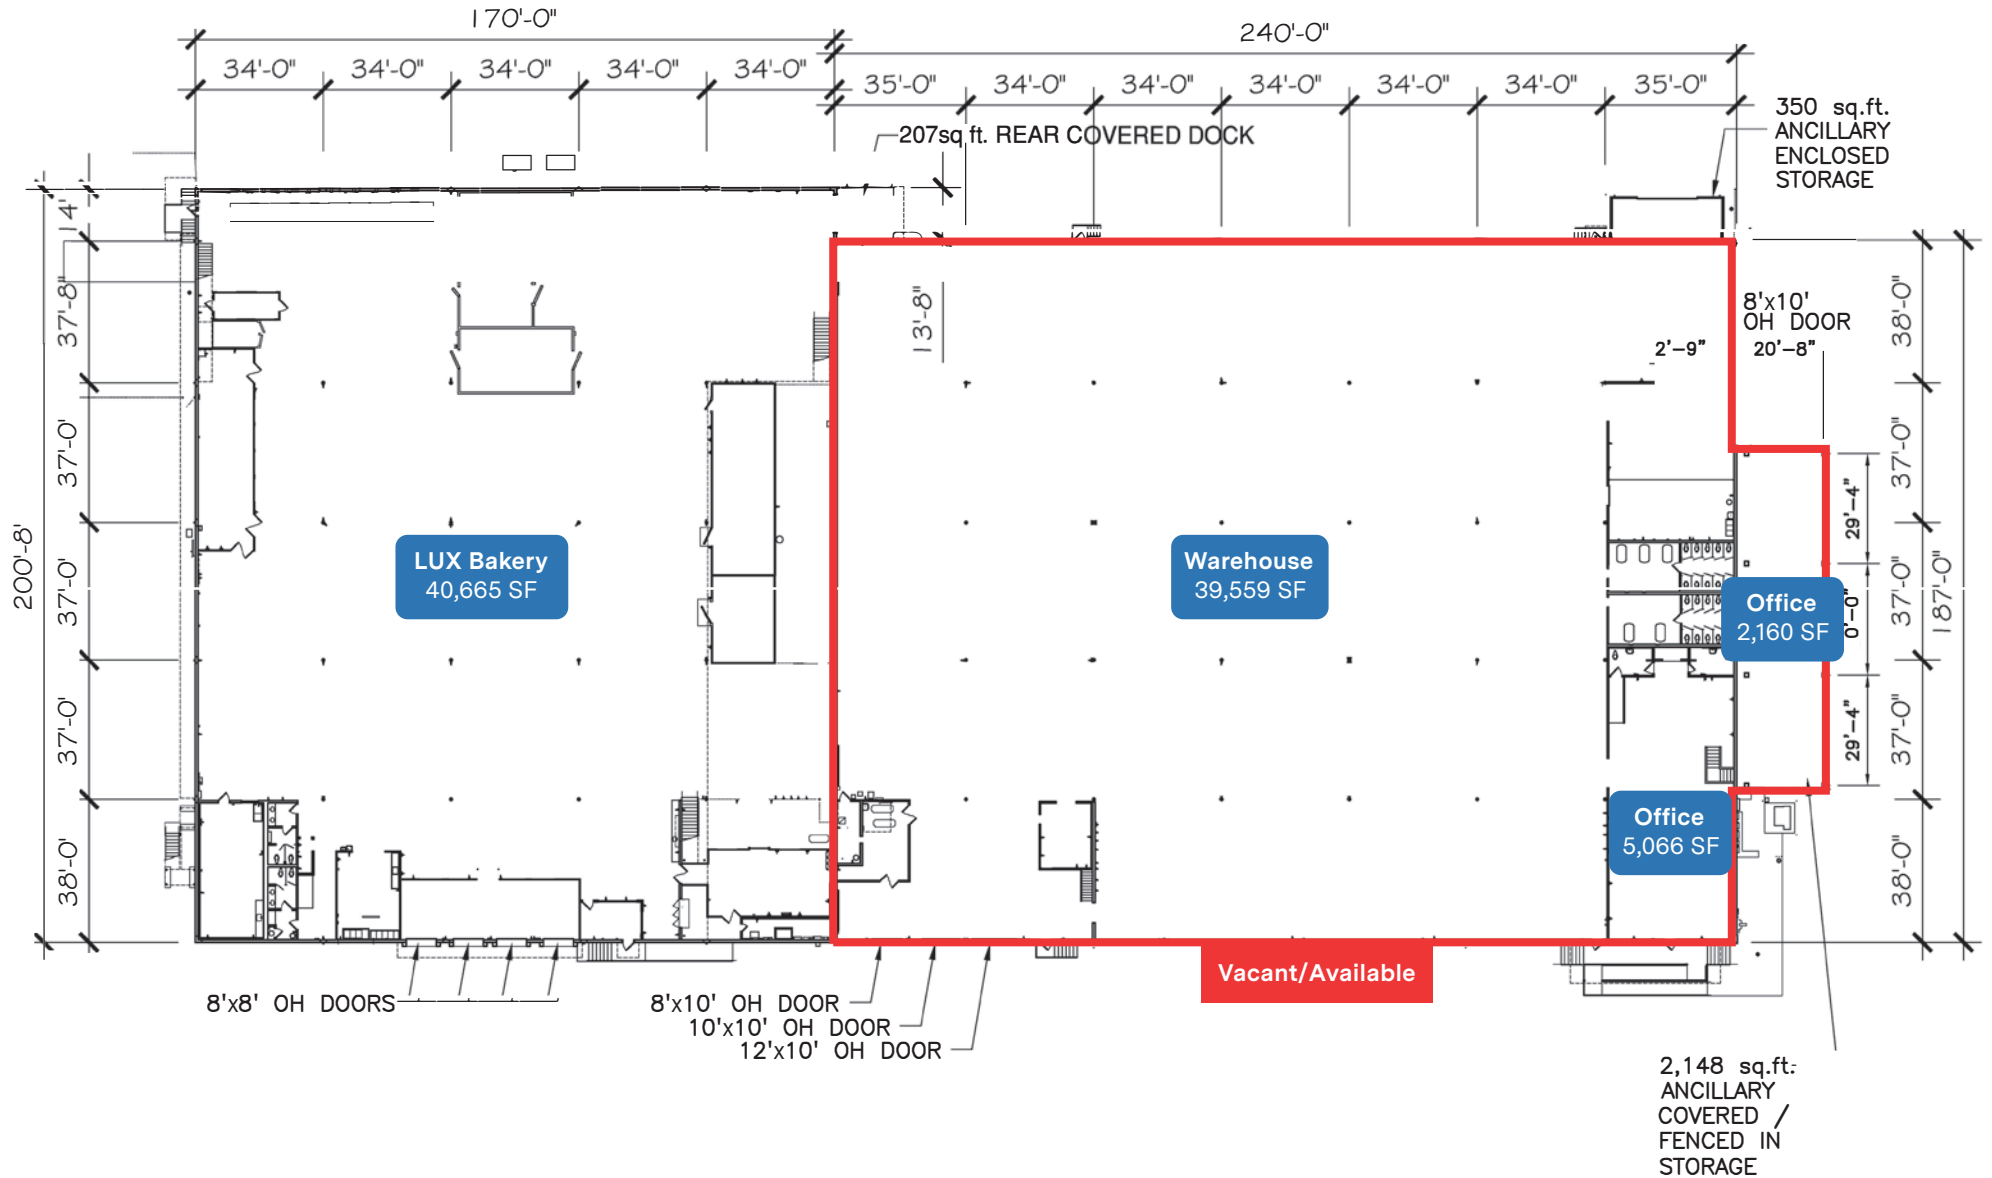 170'-0"
240'-0"
34'-0"
34'-0"
34'-0"
34'-0"
34'-0"
35'-0"
34'-0"
34'-0"
34'-0"
34'-0"
34'-0"
35'-0"
350 sq.ft.
ANCILLARY
ENCLOSED
STORAGE
207sq ft. REAR COVERED DOCK
14'
37'-8"
37'-0'
37'-0'
37'-0'
38'-0'
200'-8'
13'-8"
8'x10'
OH DOOR
2'-9"
20'-8"
38'-0"
37'-0"
37'-0"
37'-0"
38'-0"
187'-0"
29'-4"
0'-0"
29'-4"
LUX Bakery
40,665 SF
Warehouse
39,559 SF
Office
2,160 SF
Office
5,066 SF
Vacant/Available
8'x8' OH DOORS
8'x10' OH DOOR
10'x10' OH DOOR
12'x10' OH DOOR
2,148 sq.ft.
ANCILLARY
COVERED /
FENCED IN
STORAGE